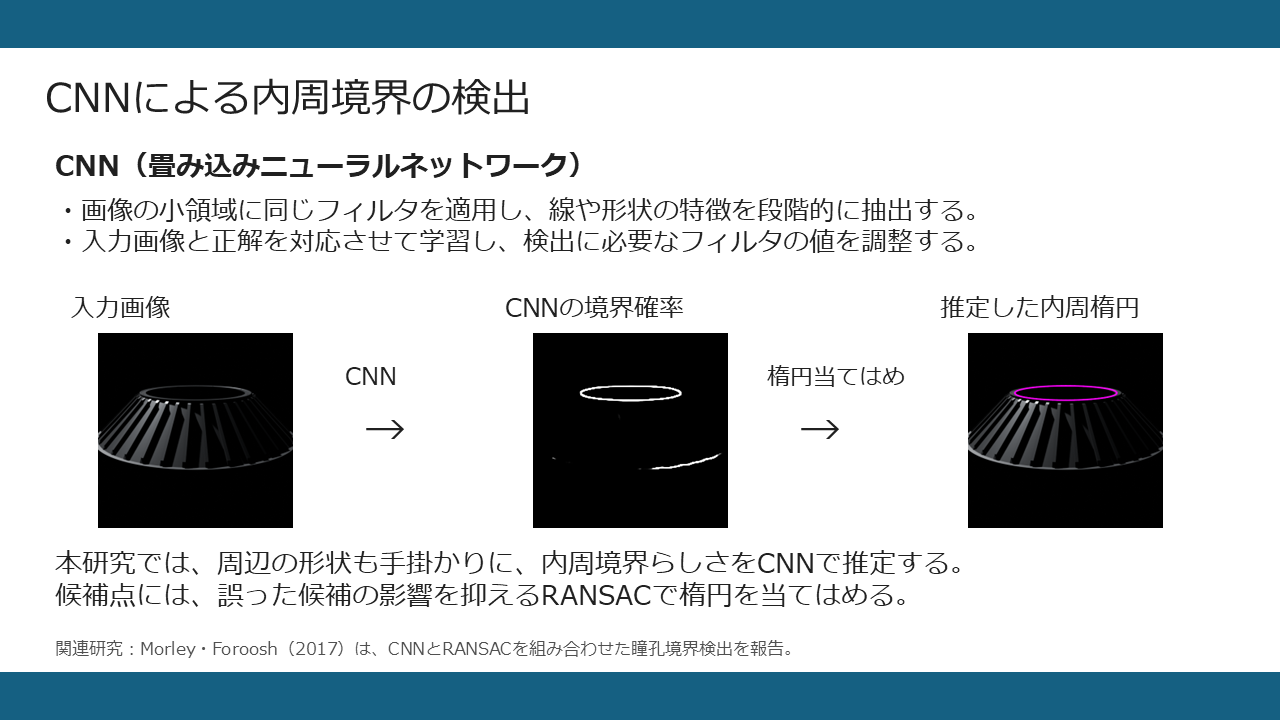 CNNによる内周境界の検出
CNN（畳み込みニューラルネットワーク）
・画像の小領域に同じフィルタを適用し、線や形状の特徴を段階的に抽出する。
・入力画像と正解を対応させて学習し、検出に必要なフィルタの値を調整する。
入力画像
CNNの境界確率
推定した内周楕円
CNN
→
楕円当てはめ
→
本研究では、周辺の形状も手掛かりに、内周境界らしさをCNNで推定する。
候補点には、誤った候補の影響を抑えるRANSACで楕円を当てはめる。
関連研究：Morley・Foroosh（2017）は、CNNとRANSACを組み合わせた瞳孔境界検出を報告。